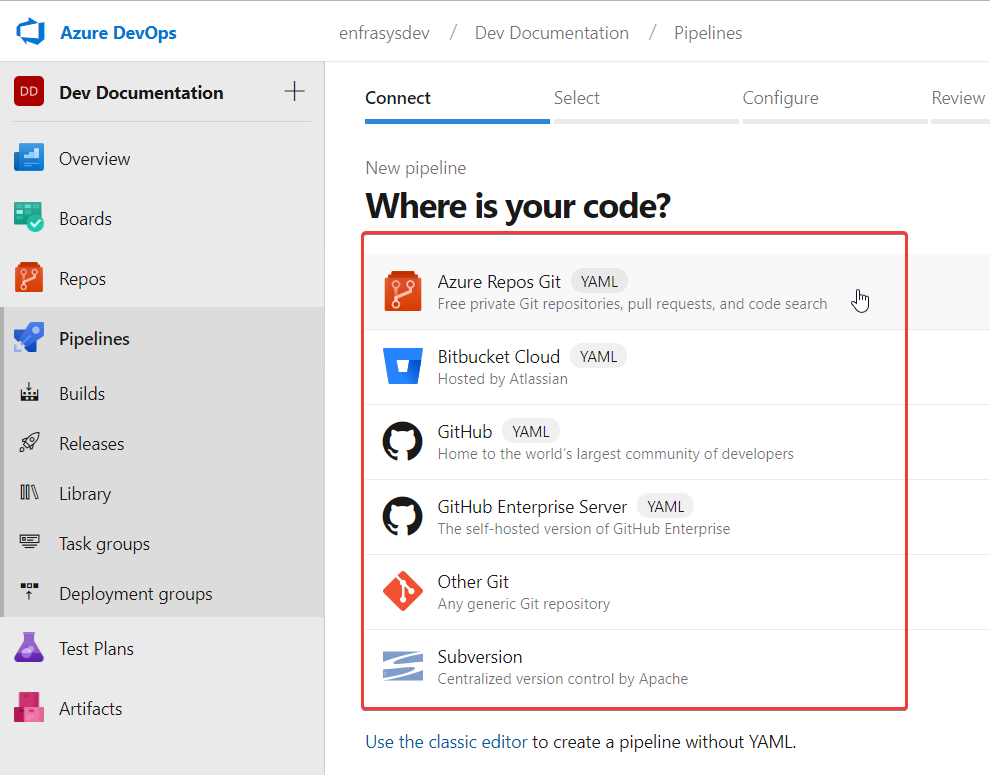 Azure DevOps
enfrasysdev / Dev Documentation / Pipelines
DD Dev Documentation +
Overview
Boards
Repos
Pipelines
Builds
Releases
Library
Task groups
Deployment groups
Test Plans
Artifacts
Connect Select Configure Review
New pipeline
Where is your code?
Azure Repos Git YAML
Free private Git repositories, pull requests, and code search
Bitbucket Cloud YAML
Hosted by Atlassian
GitHub YAML
Home to the world's largest community of developers
GitHub Enterprise Server YAML
The self-hosted version of GitHub Enterprise
Other Git
Any generic Git repository
Subversion
Centralized version control by Apache
Use the classic editor to create a pipeline without YAML.